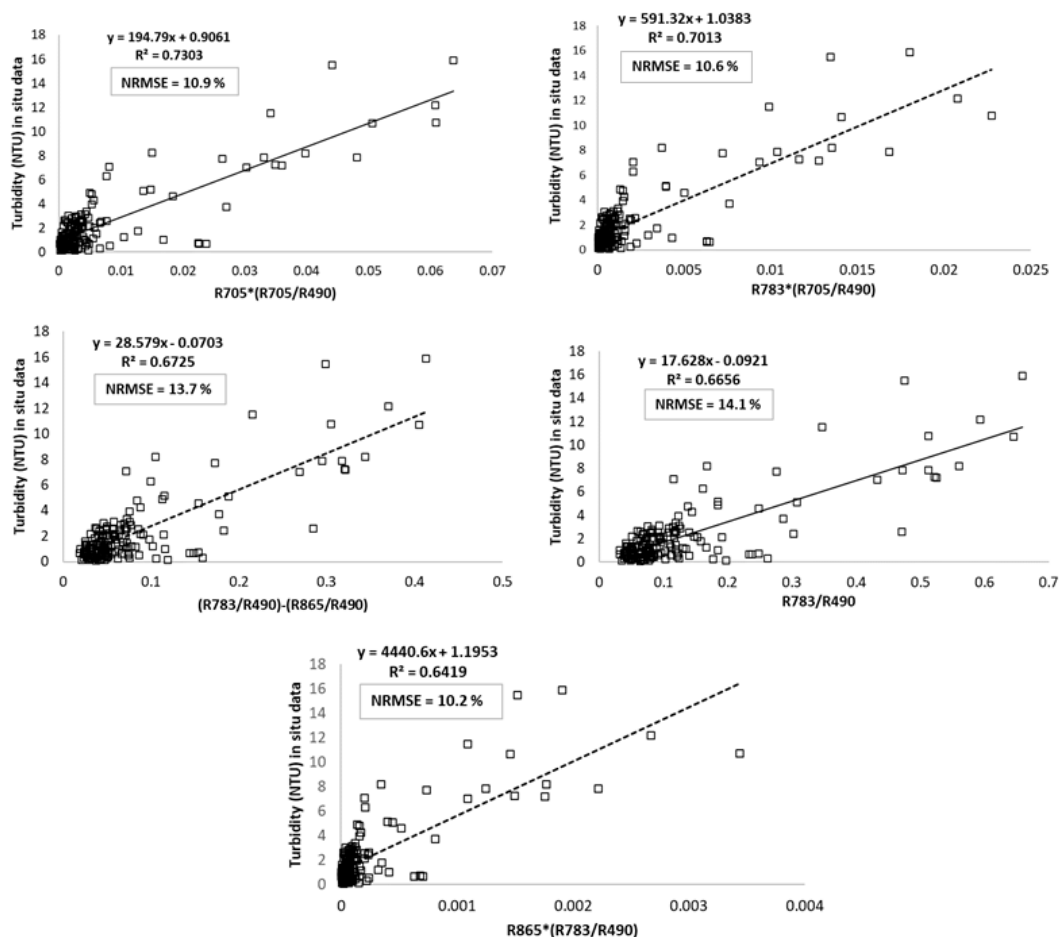 y = 194.79x + 0.9061
R² = 0.7303
NRMSE = 10.9 %
Turbidity (NTU) in situ data
18
16
14
12
10
8
6
4
2
0
0 0.01 0.02 0.03 0.04 0.05 0.06 0.07
R705*(R705/R490)
y = 591.32x + 1.0383
R² = 0.7013
NRMSE = 10.6 %
Turbidity (NTU) in situ data
18
16
14
12
10
8
6
4
2
0
0 0.005 0.01 0.015 0.02 0.025
R783*(R705/R490)
y = 28.579x - 0.0703
R² = 0.6725
NRMSE = 13.7 %
Turbidity (NTU) in situ data
18
16
14
12
10
8
6
4
2
0
0 0.1 0.2 0.3 0.4 0.5
(R783/R490)-(R865/R490)
y = 17.628x - 0.0921
R² = 0.6656
NRMSE = 14.1 %
Turbidity (NTU) in situ data
18
16
14
12
10
8
6
4
2
0
0 0.1 0.2 0.3 0.4 0.5 0.6 0.7
R783/R490
y = 4440.6x + 1.1953
R² = 0.6419
NRMSE = 10.2 %
Turbidity (NTU) in situ data
18
16
14
12
10
8
6
4
2
0
0 0.001 0.002 0.003 0.004
R865*(R783/R490)